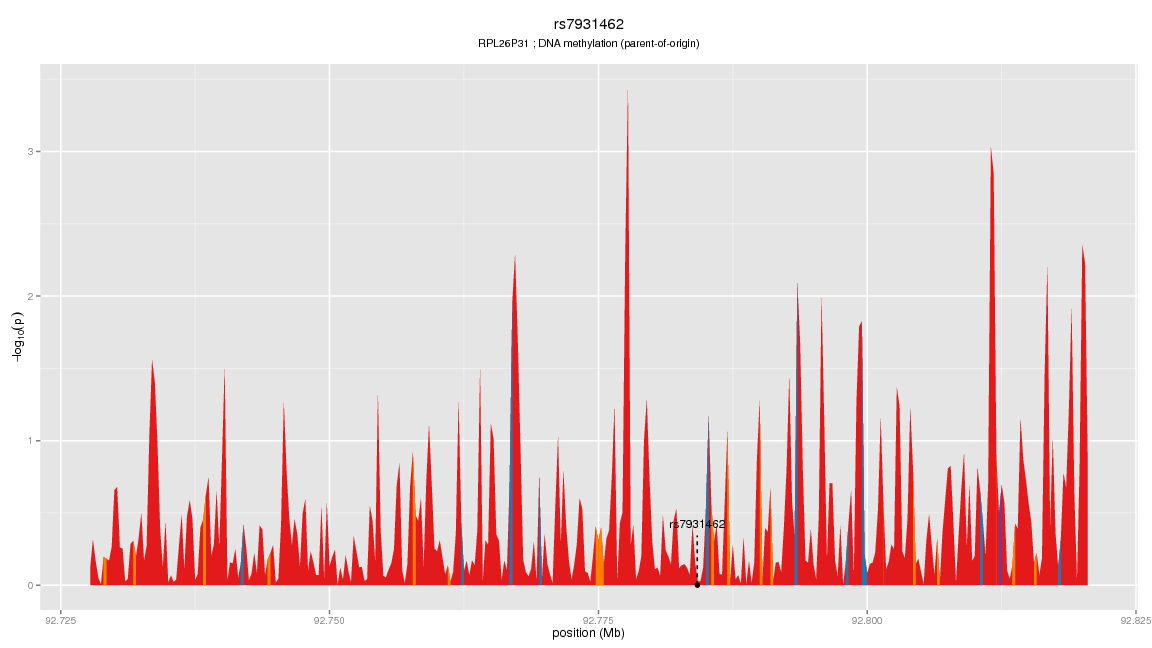 rs7931462
RPL26P31 ; DNA methylation (parent-of-origin)
−log10(p)
3
2
1
0
rs7931462
92.725
92.750
92.775
92.800
92.825
position (Mb)